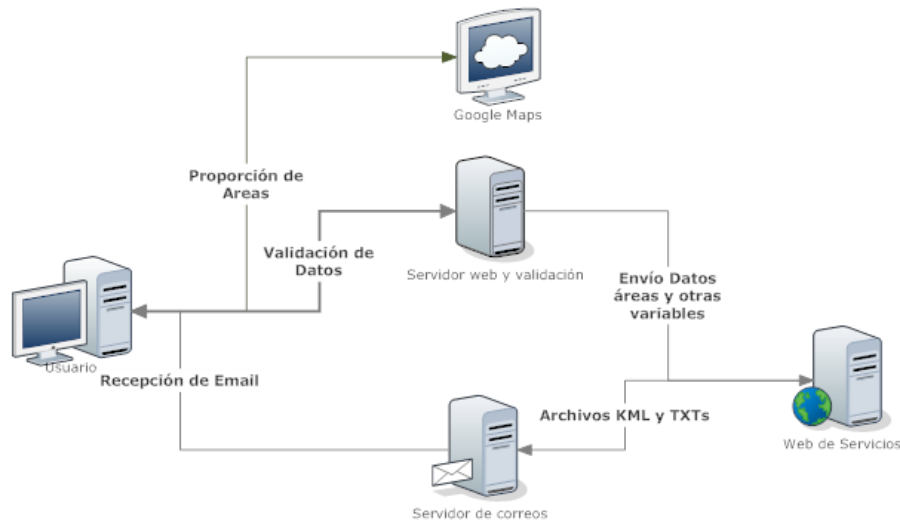 Google Maps
Proporción de
Areas
Validación de
Datos
Servidor web y validación
Envío Datos
áreas y otras
variables
Usuario
Recepción de Email
Archivos KML y TXTs
Web de Servicios
Servidor de correos